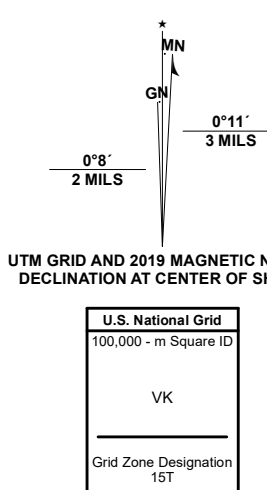 ★
MN
GN
0°11´
3 MILS
0°8´
2 MILS
UTM GRID AND 2019 MAGNETIC
DECLINATION AT CENTER OF
U.S. National Grid
100,000 - m Square ID
VK
Grid Zone Designation
15T